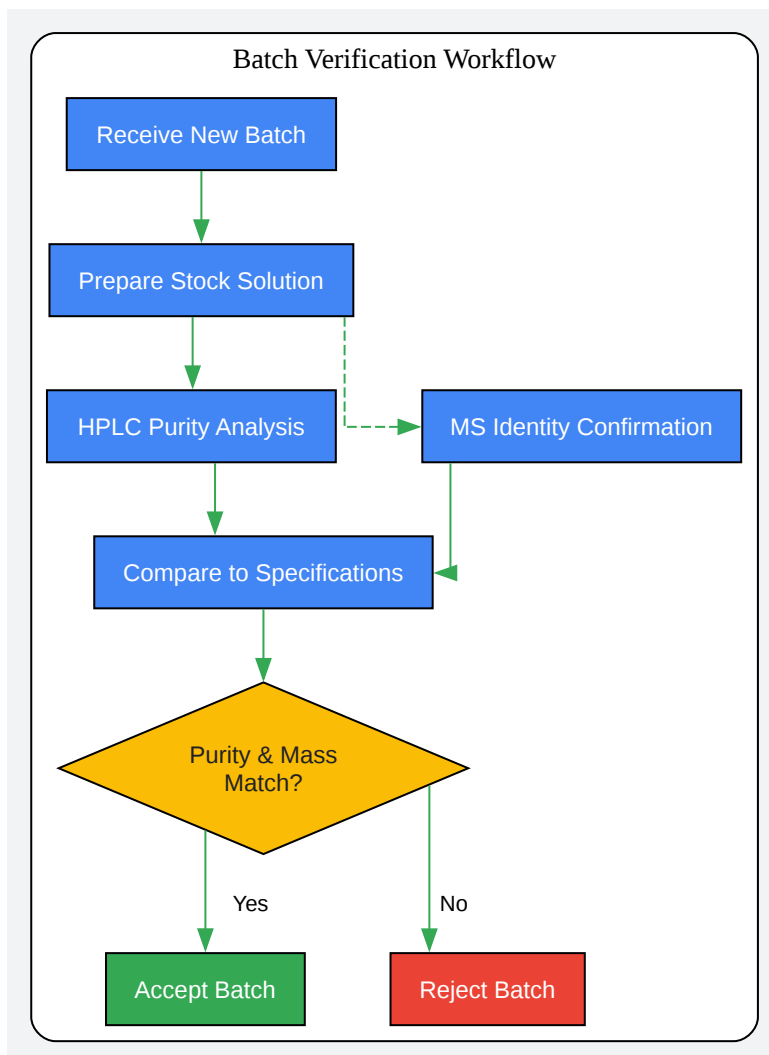 Batch Verification Workflow
Receive New Batch
Prepare Stock Solution
HPLC Purity Analysis
MS Identity Confirmation
Compare to Specifications
Purity & Mass
Match?
Yes
No
Accept Batch
Reject Batch